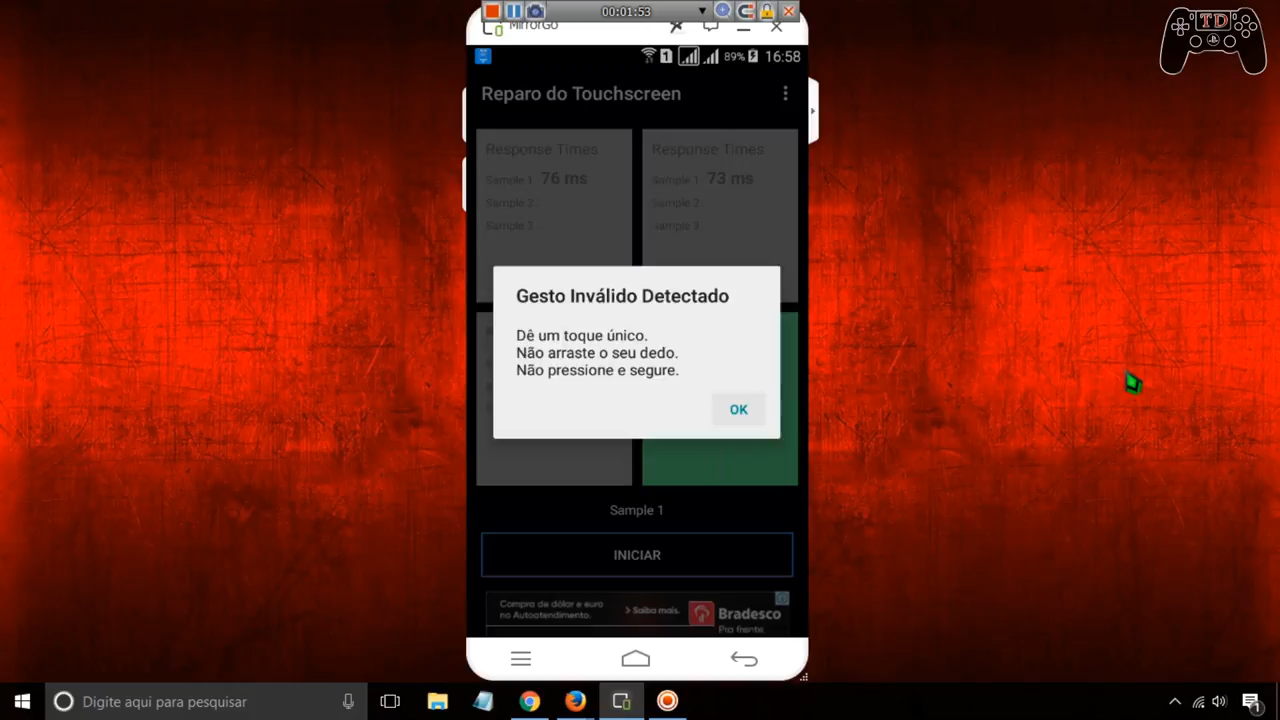 TD
00:01:53
MirrorGo
1
89%
16:58
Reparo do Touchscreen
Response Times
Sample 1 76 ms
Sample 2
Sample 3
Response Times
Sample 1 73 ms
Sample 2
Sample 3
Gesto Inválido Detectado
Dê um toque único.
Não arraste o seu dedo.
Não pressione e segure.
OK
Sample 1
INICIAR
Compra de dólar e euro
no Autoatendimento.
> Saiba mais.
Bradesco
Pra frente.
Digite aqui para pesquisar
1